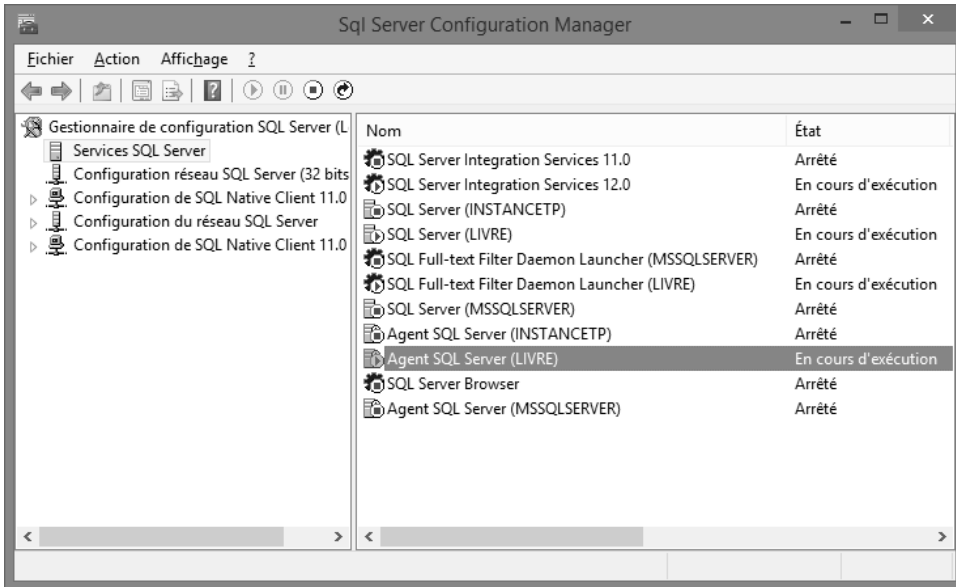 Sql Server Configuration Manager
Fichier Action Affichage ?
Gestionnaire de configuration SQL Server (L
Services SQL Server
Configuration réseau SQL Server (32 bits
Configuration de SQL Native Client 11.0
Configuration du réseau SQL Server
Configuration de SQL Native Client 11.0
Nom État
SQL Server Integration Services 11.0 Arrêté
SQL Server Integration Services 12.0 En cours d'exécution
SQL Server (INSTANCETP) Arrêté
SQL Server (LIVRE) En cours d'exécution
SQL Full-text Filter Daemon Launcher (MSSQLSERVER) Arrêté
SQL Full-text Filter Daemon Launcher (LIVRE) En cours d'exécution
SQL Server (MSSQLSERVER) Arrêté
Agent SQL Server (INSTANCETP) Arrêté
Agent SQL Server (LIVRE) En cours d'exécution
SQL Server Browser Arrêté
Agent SQL Server (MSSQLSERVER) Arrêté